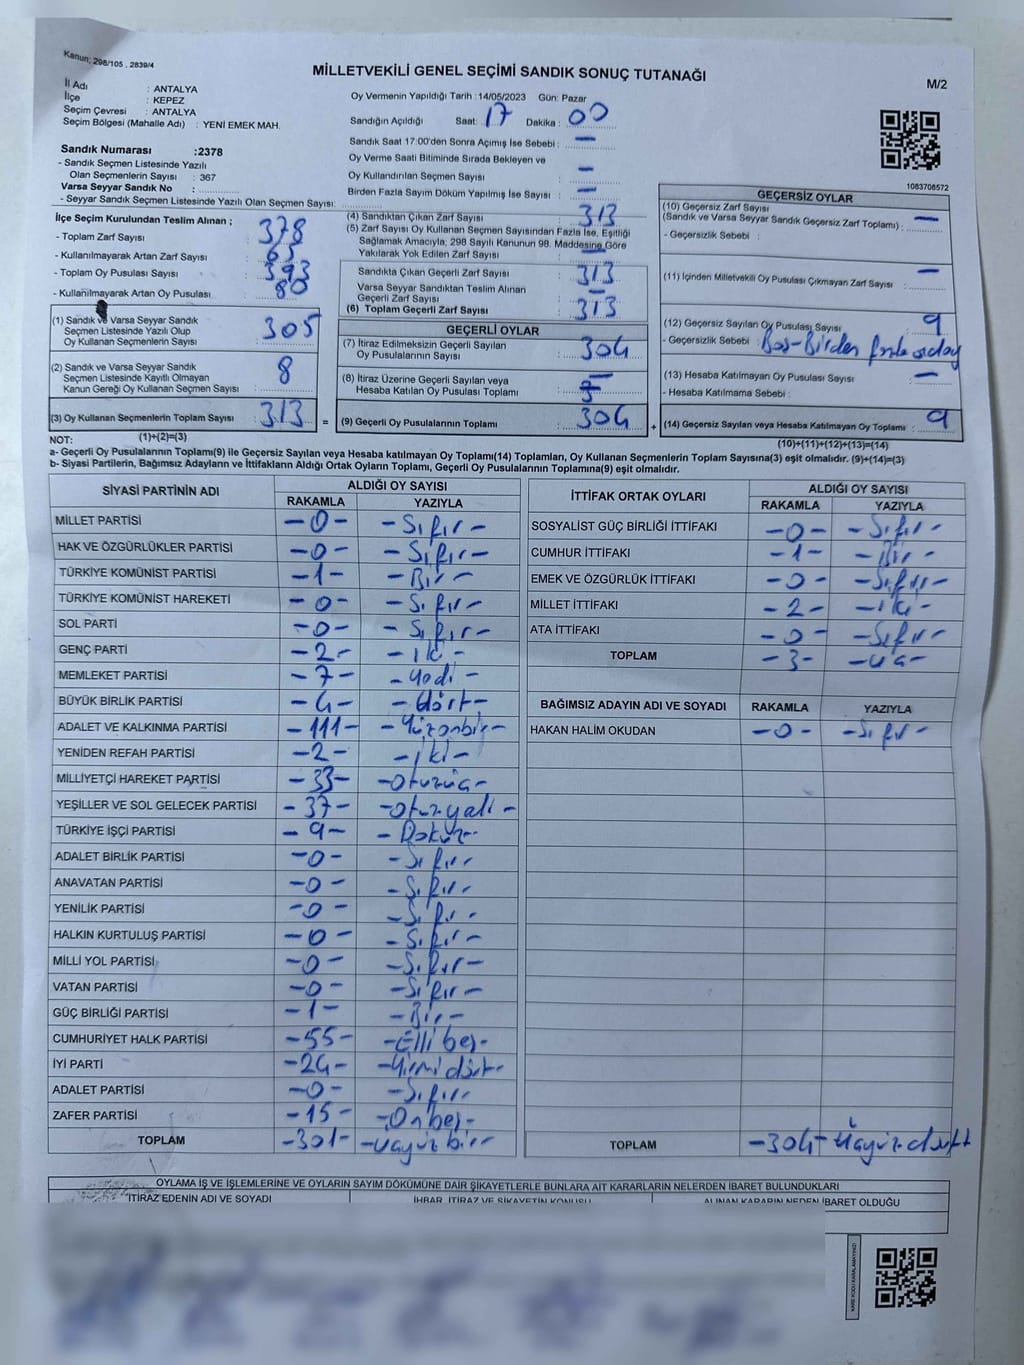 Kanun; 298/105 , 2839/4
MİLLETVEKİLİ GENEL SEÇİMİ SANDIK SONUÇ TUTANAĞI
M/2
İl Adı : ANTALYA
İlçe : KEPEZ
Seçim Çevresi : ANTALYA
Seçim Bölgesi (Mahalle Adı) : YENİ EMEK MAH.
Sandık Numarası :2378
- Sandık Seçmen Listesinde Yazılı
Olan Seçmenlerin Sayısı : 367
Varsa Seyyar Sandık No :
- Seyyar Sandık Seçmen Listesinde Yazılı Olan Seçmen Sayısı:
Oy Vermenin Yapıldığı Tarih :14/05/2023 Gün: Pazar
Sandığın Açıldığı Saat: 17 Dakika : 00
Sandık Saat 17:00'den Sonra Açımış İse Sebebi : —
Oy Verme Saati Bitiminde Sırada Bekleyen ve
Oy Kullandırılan Seçmen Sayısı : —
Birden Fazla Sayım Döküm Yapılmış İse Sayısı : —
1083708572
İlçe Seçim Kurulundan Teslim Alınan ;
- Toplam Zarf Sayısı : 378
- Kullanılmayarak Artan Zarf Sayısı : 65
- Toplam Oy Pusulası Sayısı : 393
- Kullanılmayarak Artan Oy Pusulası : 80
(1) Sandık ve Varsa Seyyar Sandık
Seçmen Listesinde Yazılı Olup
Oy Kullanan Seçmenlerin Sayısı : 305
(2) Sandık ve Varsa Seyyar Sandık
Seçmen Listesinde Kayıtlı Olmayan
Kanun Gereği Oy Kullanan Seçmen Sayısı : 8
(3) Oy Kullanan Seçmenlerin Toplam Sayısı : 313
(1)+(2)=(3)
(4) Sandıktan Çıkan Zarf Sayısı : 313
(5) Zarf Sayısı Oy Kullanan Seçmen Sayısından Fazla İse, Eşitliği
Sağlamak Amacıyla, 298 Sayılı Kanunun 98. Maddesine Göre
Yakılarak Yok Edilen Zarf Sayısı : —
Sandıkta Çıkan Geçerli Zarf Sayısı : 313
Varsa Seyyar Sandıktan Teslim Alınan
Geçerli Zarf Sayısı : —
(6) Toplam Geçerli Zarf Sayısı : 313
GEÇERLİ OYLAR
(7) İtiraz Edilmeksizin Geçerli Sayılan
Oy Pusulalarının Sayısı : 304
(8) İtiraz Üzerine Geçerli Sayılan veya
Hesaba Katılan Oy Pusulası Toplamı : —
= (9) Geçerli Oy Pusulalarının Toplamı : 304
GEÇERSİZ OYLAR
(10) Geçersiz Zarf Sayısı
(Sandık ve Varsa Seyyar Sandık Geçersiz Zarf Toplamı) : —
- Geçersizlik Sebebi :
(11) İçinden Milletvekili Oy Pusulası Çıkmayan Zarf Sayısı : —
(12) Geçersiz Sayılan Oy Pusulası Sayısı : 9
- Geçersizlik Sebebi : Boş-Birden fazla aday
(13) Hesaba Katılmayan Oy Pusulası Sayısı : —
- Hesaba Katılmama Sebebi :
+ (14) Geçersiz Sayılan veya Hesaba Katılmayan Oy Toplamı : 9
(10)+(11)+(12)+(13)=(14)
NOT:
a- Geçerli Oy Pusulasının Toplamı(9) ile Geçersiz Sayılan veya Hesaba katılmayan Oy Toplamı(14) Toplamları, Oy Kullanan Seçmenlerin Toplam Sayısına(3) eşit olmalıdır. (9)+(14)=(3)
b- Siyasi Partilerin, Bağımsız Adayların ve İttifakların Aldığı Ortak Oyların Toplamı, Geçerli Oy Pusulalarının Toplamına(9) eşit olmalıdır.
SİYASİ PARTİNİN ADI ALDIĞI OY SAYISI
RAKAMLA YAZIYLA
MİLLET PARTİSİ -0- -Sıfır-
HAK VE ÖZGÜRLÜKLER PARTİSİ -0- -Sıfır-
TÜRKİYE KOMÜNİST PARTİSİ -1- -Bir-
TÜRKİYE KOMÜNİST HAREKETİ -0- -Sıfır-
SOL PARTİ -0- -Sıfır-
GENÇ PARTİ -2- -İki-
MEMLEKET PARTİSİ -7- -Yedi-
BÜYÜK BİRLİK PARTİSİ -4- -dört-
ADALET VE KALKINMA PARTİSİ -111- -Yüzonbir-
YENİDEN REFAH PARTİSİ -2- -İki-
MİLLİYETÇİ HAREKET PARTİSİ -33- -Otuzüç-
YEŞİLLER VE SOL GELECEK PARTİSİ -37- -Otuzyedi-
TÜRKİYE İŞÇİ PARTİSİ -9- -Dokuz-
ADALET BİRLİK PARTİSİ -0- -Sıfır-
ANAVATAN PARTİSİ -0- -Sıfır-
YENİLİK PARTİSİ -0- -Sıfır-
HALKIN KURTULUŞ PARTİSİ -0- -Sıfır-
MİLLİ YOL PARTİSİ -0- -Sıfır-
VATAN PARTİSİ -0- -Sıfır-
GÜÇ BİRLİĞİ PARTİSİ -1- -Bir-
CUMHURİYET HALK PARTİSİ -55- -Elli beş-
İYİ PARTİ -24- -Yirmi dört-
ADALET PARTİSİ -0- -Sıfır-
ZAFER PARTİSİ -15- -On beş-
TOPLAM -301- -üçyüz bir-
İTTİFAK ORTAK OYLARI ALDIĞI OY SAYISI
RAKAMLA YAZIYLA
SOSYALİST GÜÇ BİRLİĞİ İTTİFAKI -0- -Sıfır-
CUMHUR İTTİFAKI -1- -Bir-
EMEK VE ÖZGÜRLÜK İTTİFAKI -0- -Sıfır-
MİLLET İTTİFAKI -2- -iki-
ATA İTTİFAKI -0- -Sıfır-
TOPLAM -3- -üç-
BAĞIMSIZ ADAYIN ADI VE SOYADI RAKAMLA YAZIYLA
HAKAN HALİM OKUDAN -0- -Sıfır-
TOPLAM -304- üçyüz dört
OYLAMA İŞ VE İŞLEMLERİNE VE OYLARIN SAYIM DÖKÜMÜNE DAİR ŞİKAYETLERLE BUNLARA AİT KARARLARIN NELERDEN İBARET BULUNDUKLARI
İTİRAZ EDENİN ADI VE SOYADI İHBAR, İTİRAZ VE ŞİKAYETİN KONUSU ALINAN KARARIN NEDEN İBARET OLDUĞU
KARE KODU KARALAMAYINIZ!